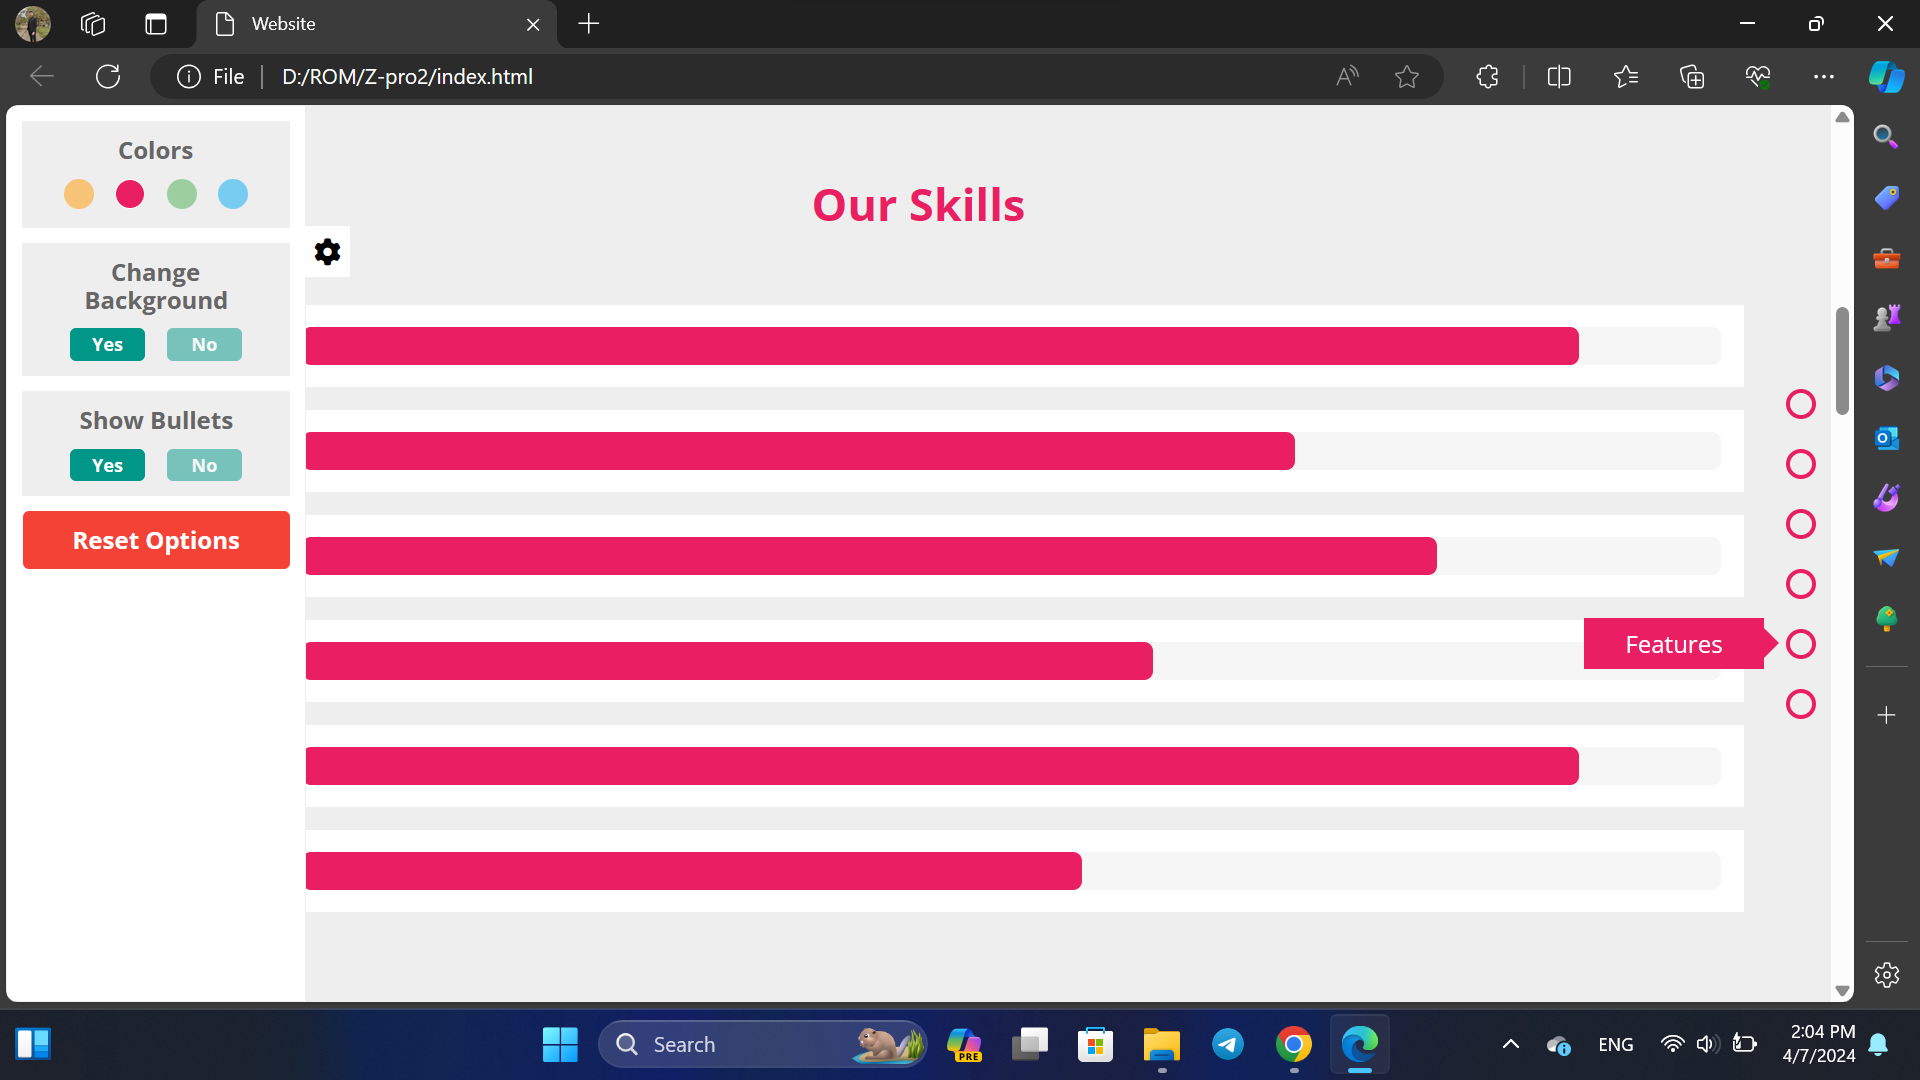 Website
File
D:/ROM/Z-pro2/index.html
Colors
Change
Background
Yes No
Show Bullets
Yes No
Reset Options
Our Skills
Features
Search
PRE
ENG
2:04 PM
4/7/2024